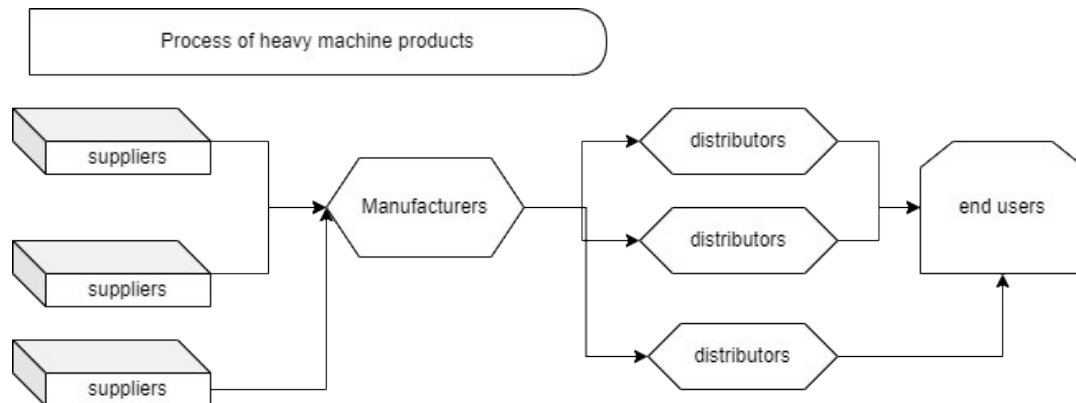 Process of heavy machine products
suppliers
suppliers
suppliers
Manufacturers
distributors
distributors
distributors
end users